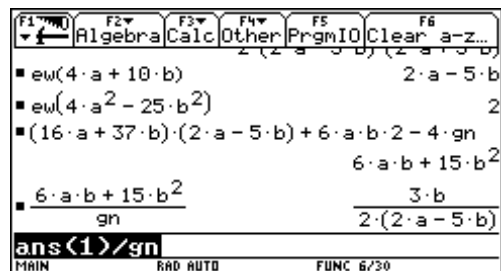 F1 F2 F3 F4 F5 F6
Algebra Calc Other PrgmIO Clear a-z…
ew(4·a + 10·b) 2·a − 5·b
ew(4·a² − 25·b²) 2
(16·a + 37·b)·(2·a − 5·b) + 6·a·b·2 − 4·gn
6·a·b + 15·b²
6·a·b + 15·b² 3·b
gn 2·(2·a − 5·b)
ans(1)/gn
MAIN RAD AUTO FUNC 6/30